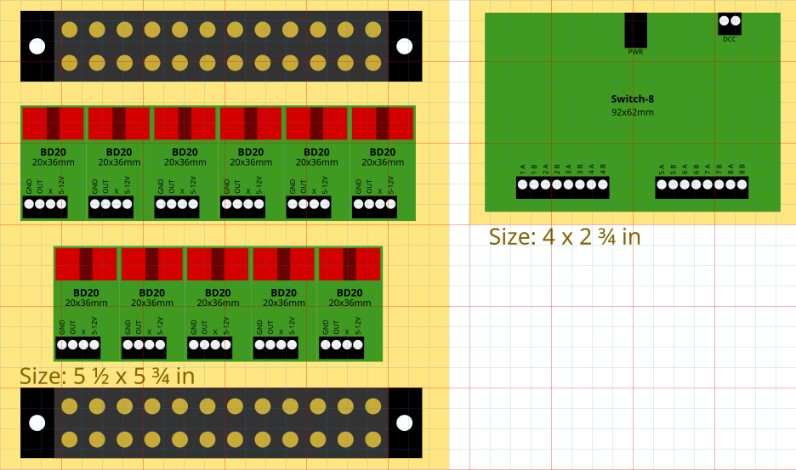 BD20
20x36mm
GND
OUT
X
5-12V
BD20
20x36mm
GND
OUT
X
5-12V
BD20
20x36mm
GND
OUT
X
5-12V
BD20
20x36mm
GND
OUT
X
5-12V
BD20
20x36mm
GND
OUT
X
5-12V
BD20
20x36mm
GND
OUT
X
5-12V
BD20
20x36mm
GND
OUT
X
5-12V
BD20
20x36mm
GND
OUT
X
5-12V
BD20
20x36mm
GND
OUT
X
5-12V
BD20
20x36mm
GND
OUT
X
5-12V
BD20
20x36mm
GND
OUT
X
5-12V
Size: 5 ½ x 5 ¾ in
PWR
DCC
Switch-8
92x62mm
1 A
1 B
2 A
2 B
3 A
3 B
4 A
4 B
5 A
5 B
6 A
6 B
7 A
7 B
8 A
8 B
Size: 4 x 2 ¾ in